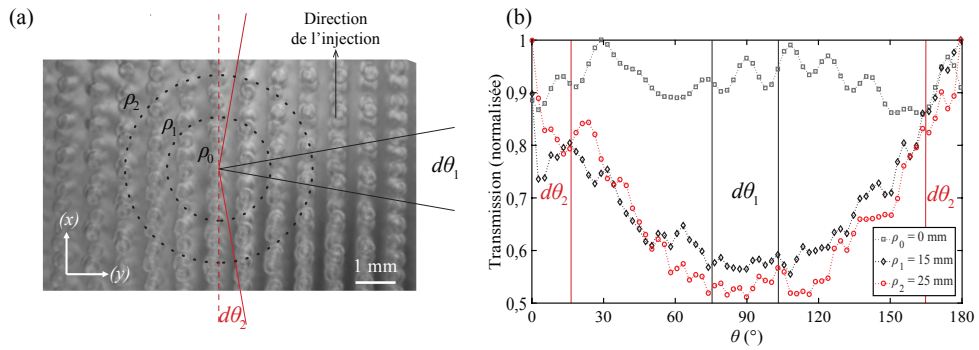 (a)
Direction
de l'injection
ρ2
ρ1
ρ0
dθ1
(x)
(y)
1 mm
dθ2
(b)
Transmission (normalisée)
1
0,9
0,8
0,7
0,6
0,5
dθ2
dθ1
dθ2
ρ0 = 0 mm
ρ1 = 15 mm
ρ2 = 25 mm
0 30 60 90 120 150 180
θ (°)